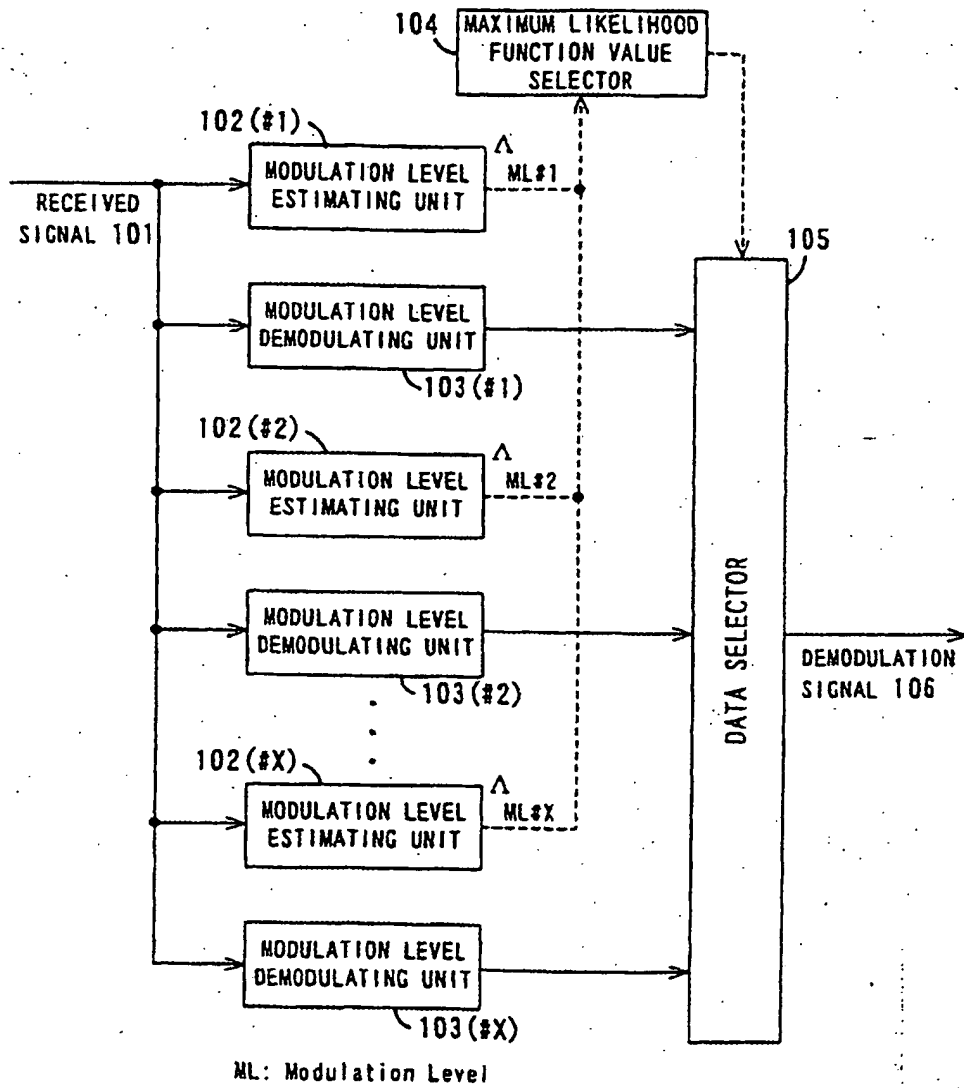 104
MAXIMUM LIKELIHOOD
FUNCTION VALUE
SELECTOR
102(#1)
MODULATION LEVEL
ESTIMATING UNIT
Λ
ML#1
RECEIVED
SIGNAL 101
105
MODULATION LEVEL
DEMODULATING UNIT
103(#1)
102(#2)
MODULATION LEVEL
ESTIMATING UNIT
Λ
ML#2
MODULATION LEVEL
DEMODULATING UNIT
103(#2)
DATA SELECTOR
DEMODULATION
SIGNAL 106
102(#X)
MODULATION LEVEL
ESTIMATING UNIT
Λ
ML#X
MODULATION LEVEL
DEMODULATING UNIT
103(#X)
ML: Modulation Level